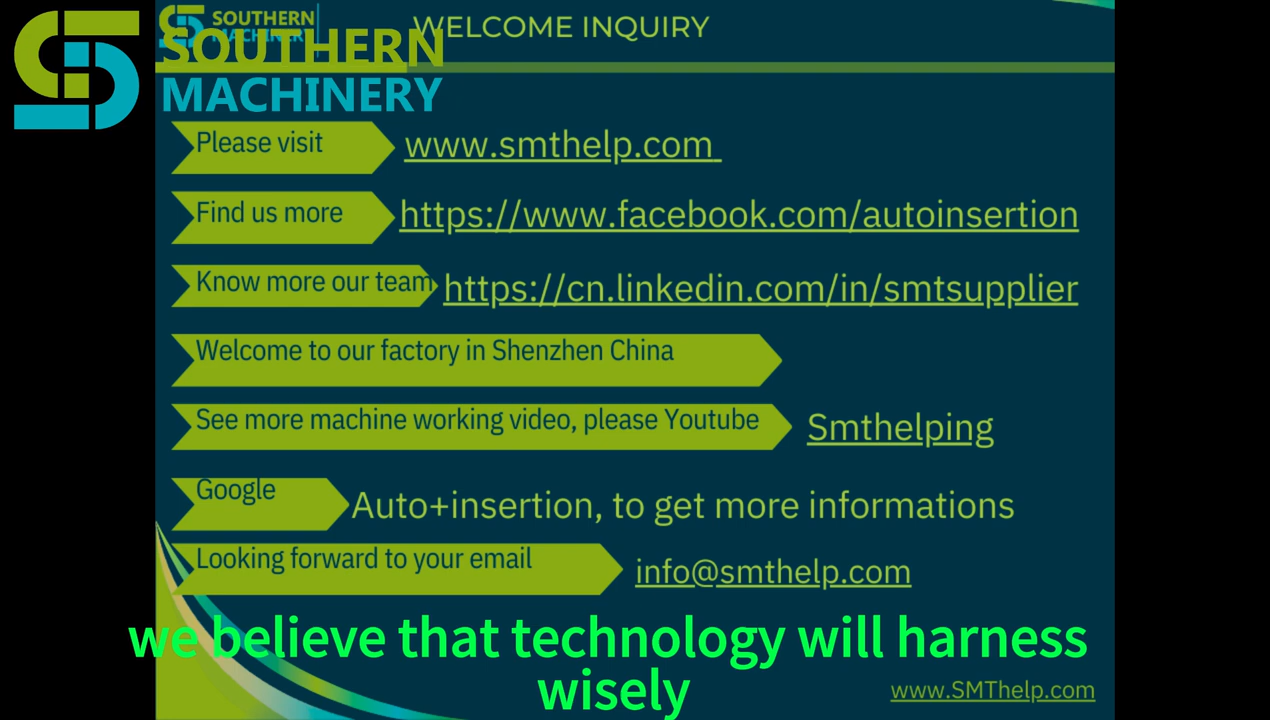 SOUTHERN
MACHINERY
SOUTHERN
MACHINERY
WELCOME INQUIRY
Please visit www.smthelp.com
Find us more https://www.facebook.com/autoinsertion
Know more our team https://cn.linkedin.com/in/smtsupplier
Welcome to our factory in Shenzhen China
See more machine working video, please Youtube Smthelping
Google Auto+insertion, to get more informations
Looking forward to your email info@smthelp.com
we believe that technology will harness
wisely
www.SMThelp.com